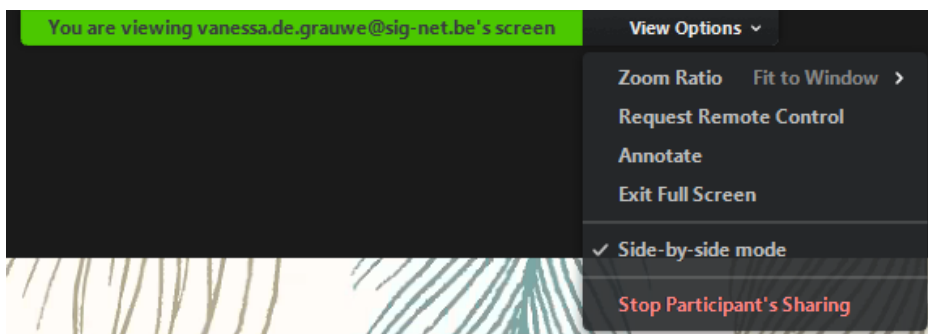 You are viewing vanessa.de.grauwe@sig-net.be's screen View Options
Zoom Ratio Fit to Window
Request Remote Control
Annotate
Exit Full Screen
Side-by-side mode
Stop Participant's Sharing